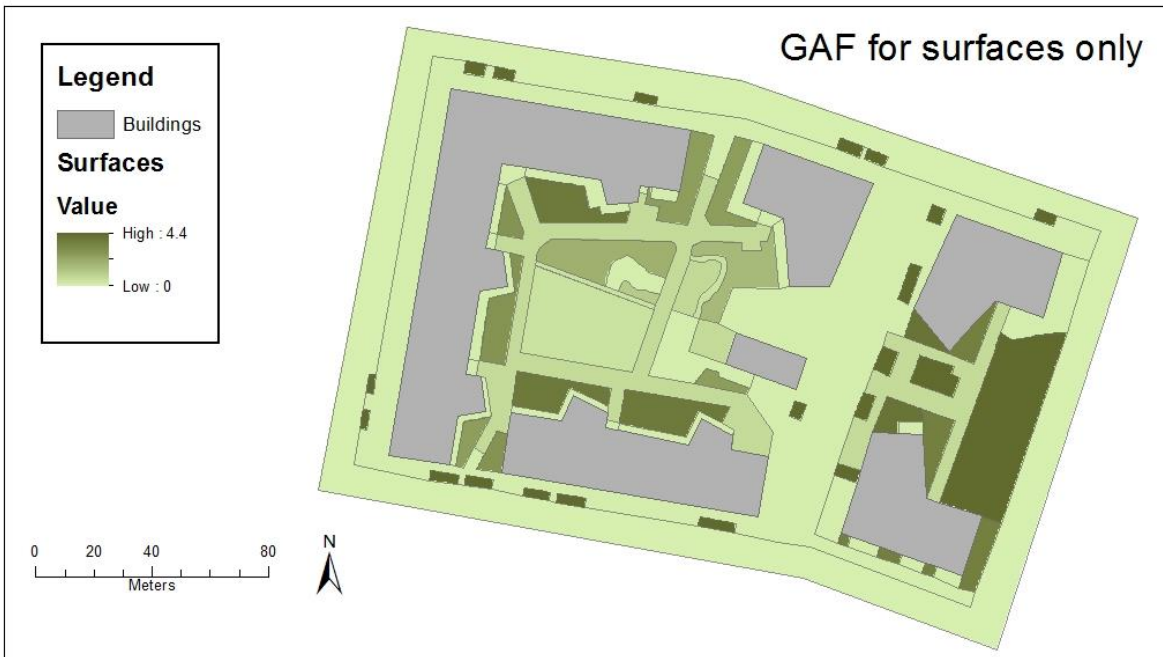 GAF for surfaces only
Legend
Buildings
Surfaces
Value
High : 4.4
Low : 0
0 20 40 80
Meters
N